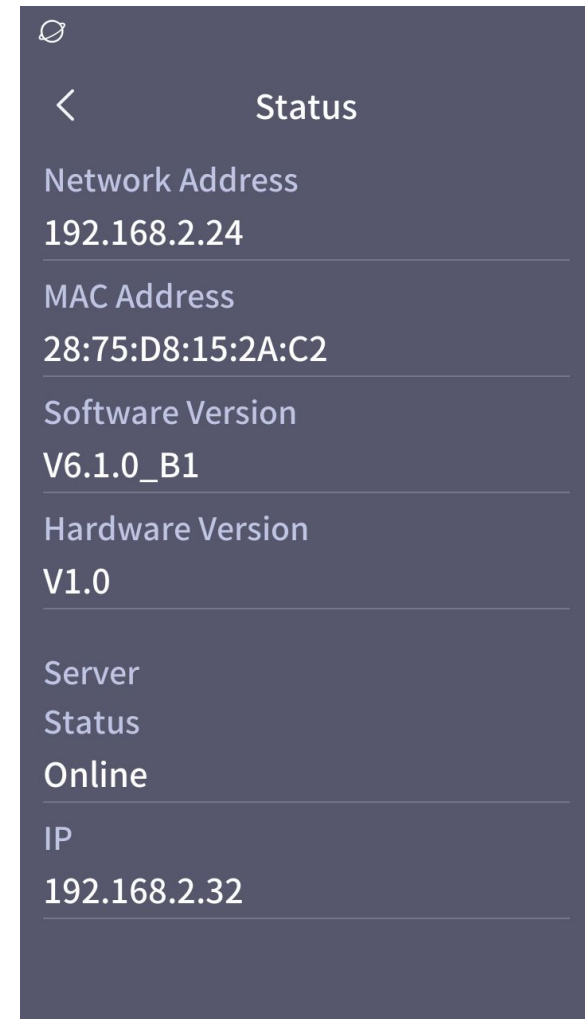 Status
Network Address
192.168.2.24
MAC Address
28:75:D8:15:2A:C2
Software Version
V6.1.0_B1
Hardware Version
V1.0
Server
Status
Online
IP
192.168.2.32